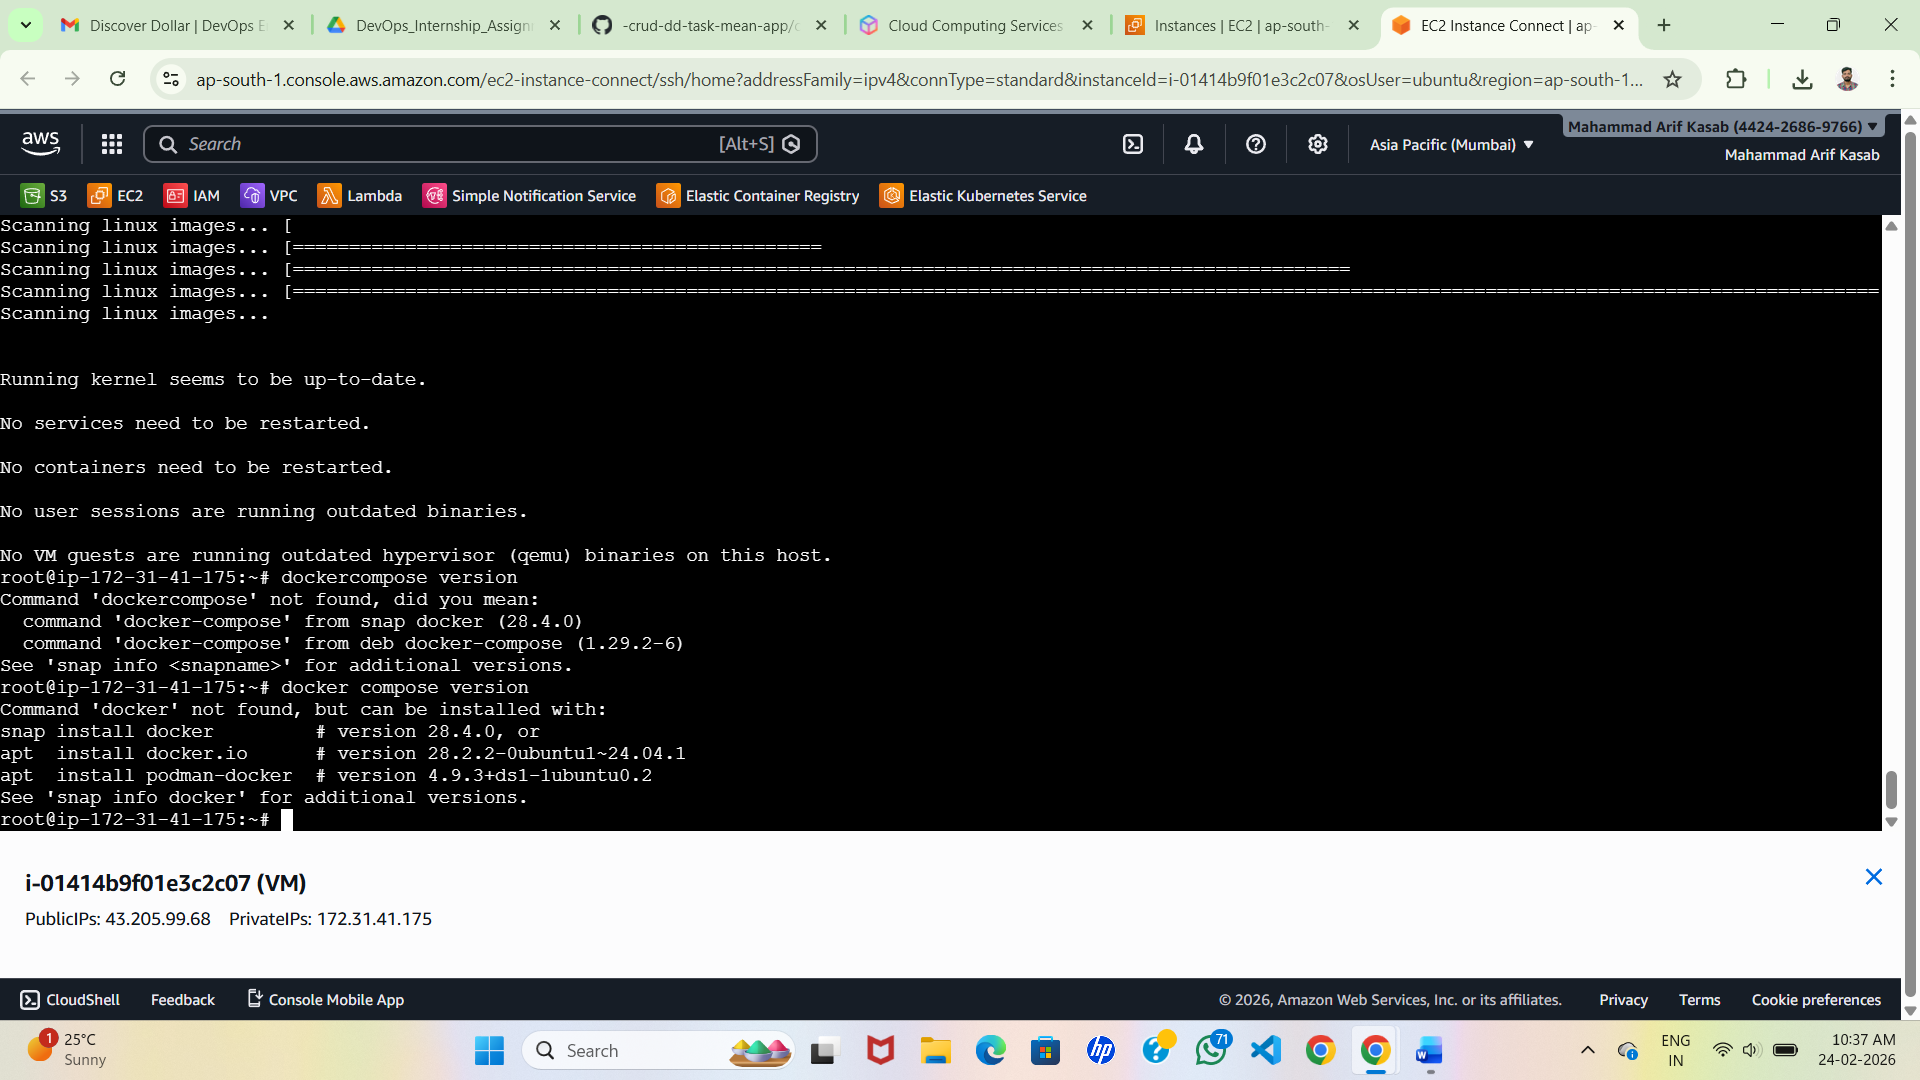 Discover Dollar | DevOps E
DevOps_Internship_Assign
-crud-dd-task-mean-app/c
Cloud Computing Services
Instances | EC2 | ap-south-
EC2 Instance Connect | ap-
ap-south-1.console.aws.amazon.com/ec2-instance-connect/ssh/home?addressFamily=ipv4&connType=standard&instanceId=i-01414b9f01e3c2c07&osUser=ubuntu&region=ap-south-1...
aws
Search
[Alt+S]
Asia Pacific (Mumbai)
Mahammad Arif Kasab (4424-2686-9766)
Mahammad Arif Kasab
S3
EC2
IAM
VPC
Lambda
Simple Notification Service
Elastic Container Registry
Elastic Kubernetes Service
Scanning linux images... [
Scanning linux images... [===============================================
Scanning linux images... [==============================================================================================
Scanning linux images... [=============================================================================================================================================
Scanning linux images...
Running kernel seems to be up-to-date.
No services need to be restarted.
No containers need to be restarted.
No user sessions are running outdated binaries.
No VM guests are running outdated hypervisor (qemu) binaries on this host.
root@ip-172-31-41-175:~# dockercompose version
Command 'dockercompose' not found, did you mean:
  command 'docker-compose' from snap docker (28.4.0)
  command 'docker-compose' from deb docker-compose (1.29.2-6)
See 'snap info <snapname>' for additional versions.
root@ip-172-31-41-175:~# docker compose version
Command 'docker' not found, but can be installed with:
snap install docker         # version 28.4.0, or
apt  install docker.io      # version 28.2.2-0ubuntu1~24.04.1
apt  install podman-docker  # version 4.9.3+ds1-1ubuntu0.2
See 'snap info docker' for additional versions.
root@ip-172-31-41-175:~#
i-01414b9f01e3c2c07 (VM)
PublicIPs: 43.205.99.68    PrivateIPs: 172.31.41.175
CloudShell
Feedback
Console Mobile App
© 2026, Amazon Web Services, Inc. or its affiliates.
Privacy
Terms
Cookie preferences
1
25°C
Sunny
Search
hp
71
ENG
IN
10:37 AM
24-02-2026